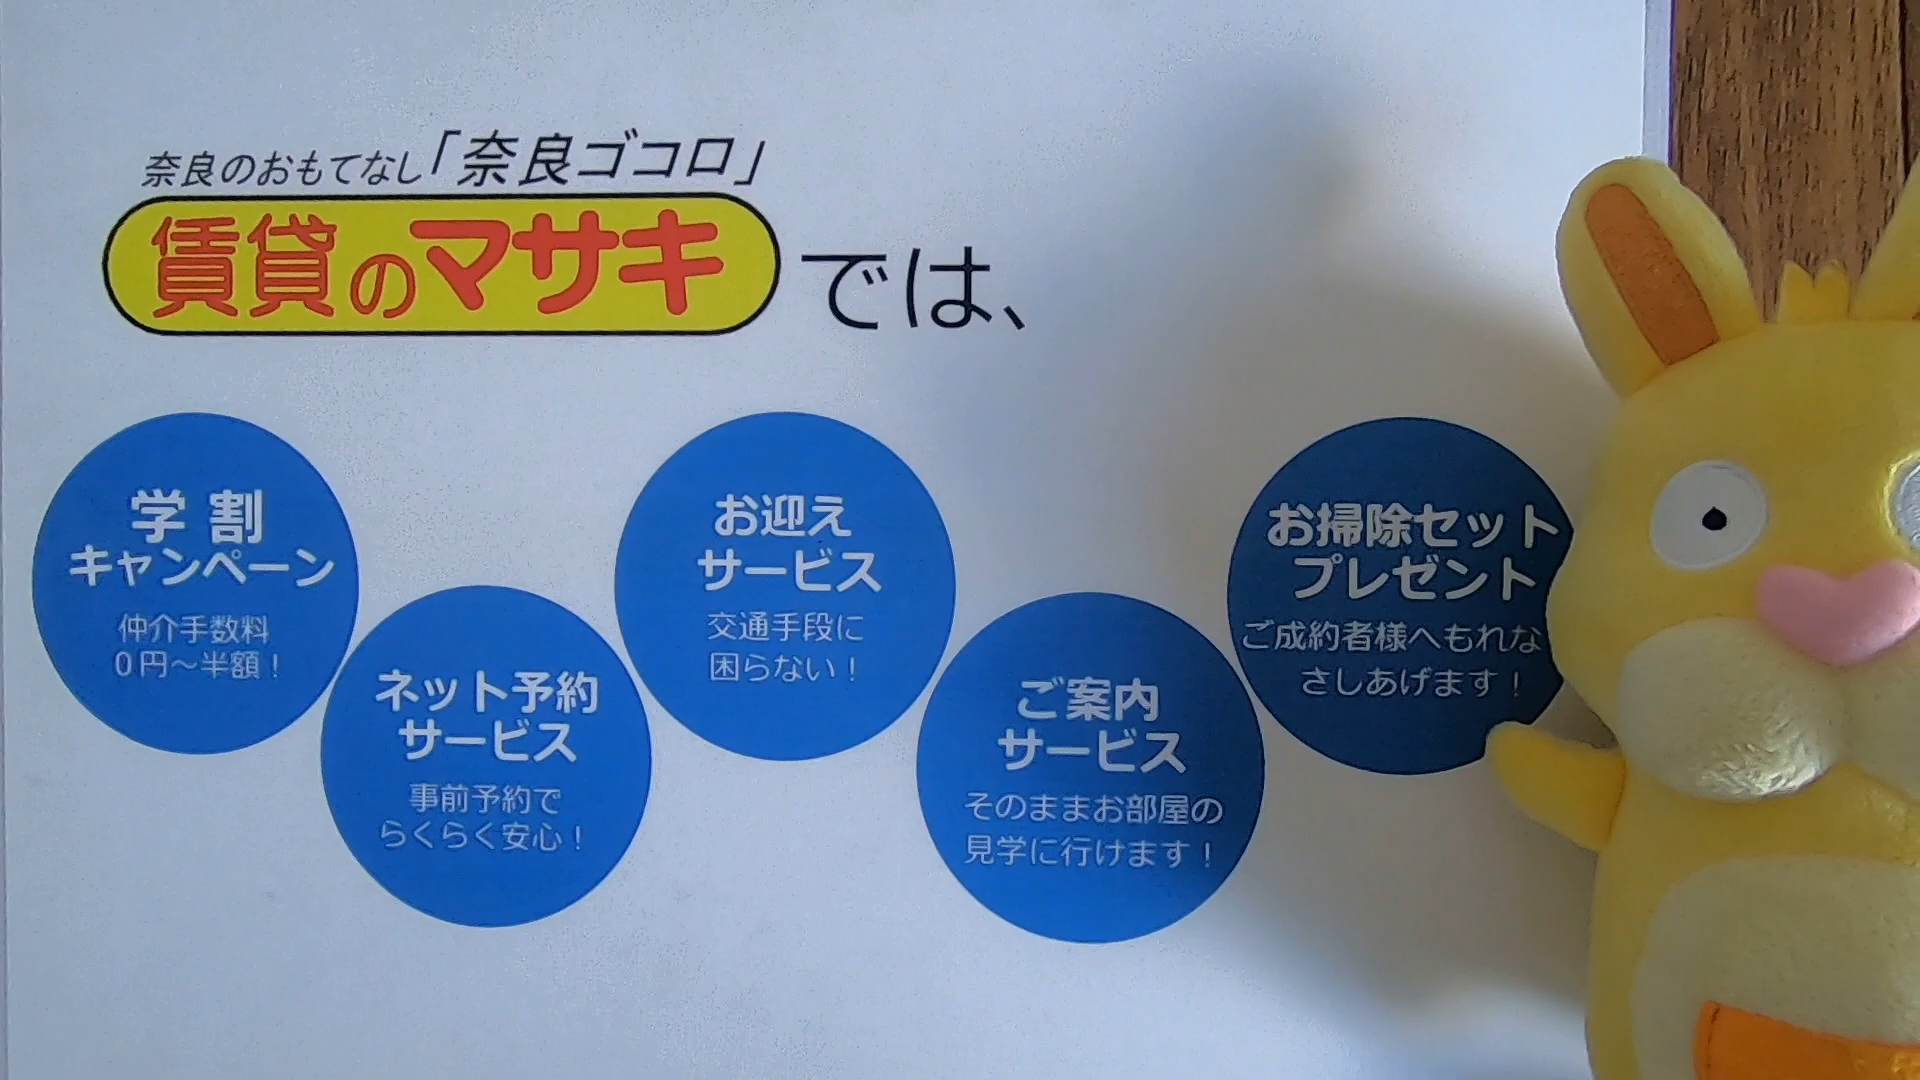 奈良のおもてなし「奈良ゴコロ」
賃貸のマサキでは、
学割
キャンペーン
仲介手数料
0円～半額！
ネット予約
サービス
事前予約で
らくらく安心！
お迎え
サービス
交通手段に
困らない！
ご案内
サービス
そのままお部屋の
見学に行けます！
お掃除セット
プレゼント
ご成約者様へもれな
さしあげます！